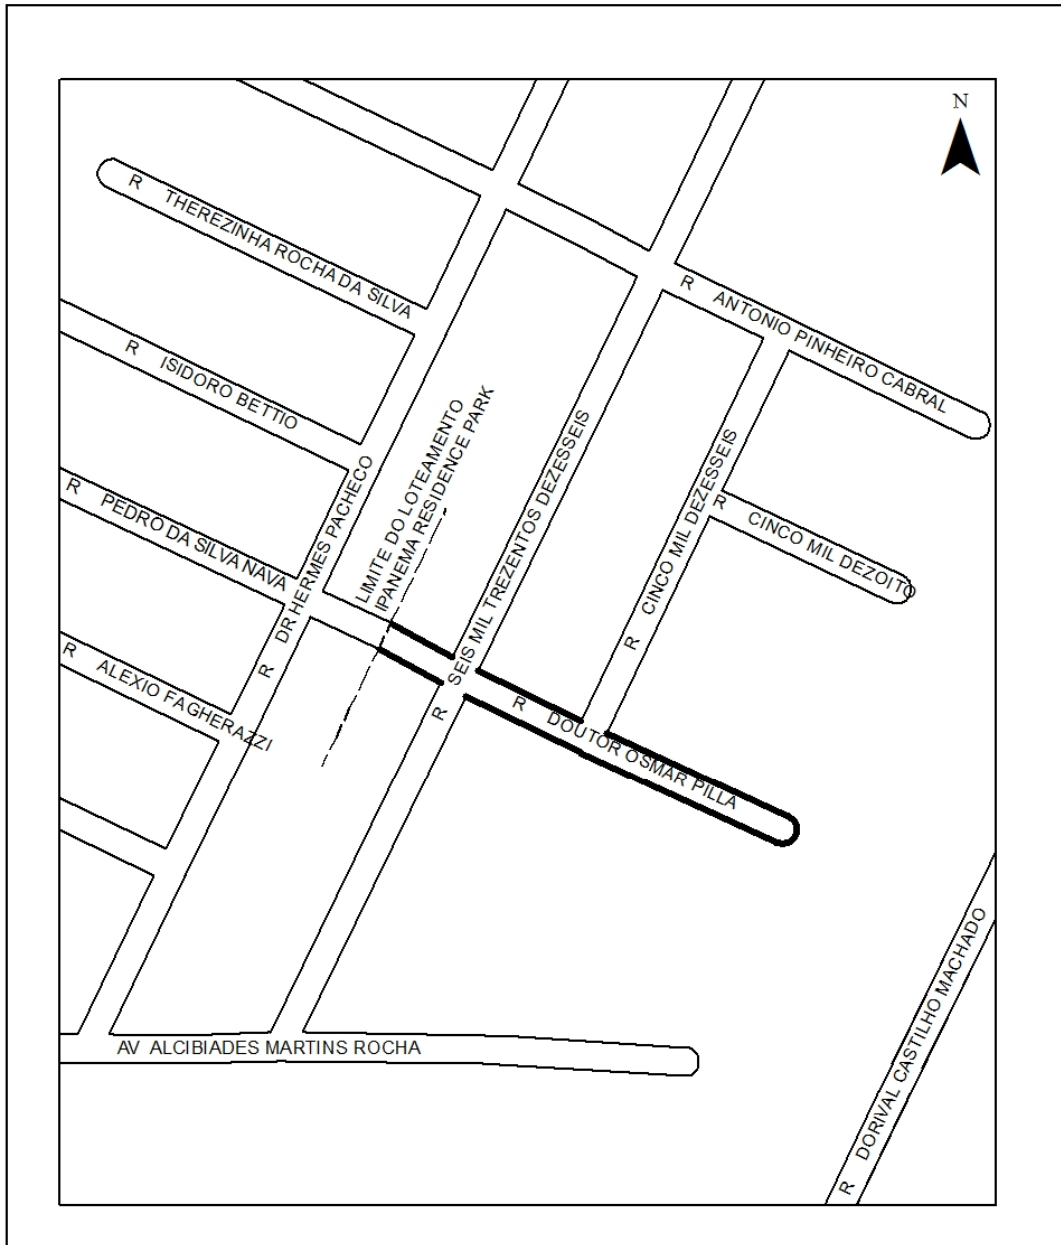 N
R THEREZINHA ROCHA DA SILVA
R ANTONIO PINHEIRO CABRAL
R ISIDORO BETTIO
LIMITE DO LOTEAMENTO
IPANEMA RESIDENCE PARK
R SEIS MIL TREZENTOS DEZESSEIS
R CINCO MIL DEZESSEIS
R CINCO MIL DEZOITO
R PEDRO DA SILVA NAVA
R DR HERMES PACHECO
R ALEXIO FAGHERAZZI
R DOUTOR OSMAR PILLA
R DORIVAL CASTILHO MACHADO
AV ALCIBIADES MARTINS ROCHA